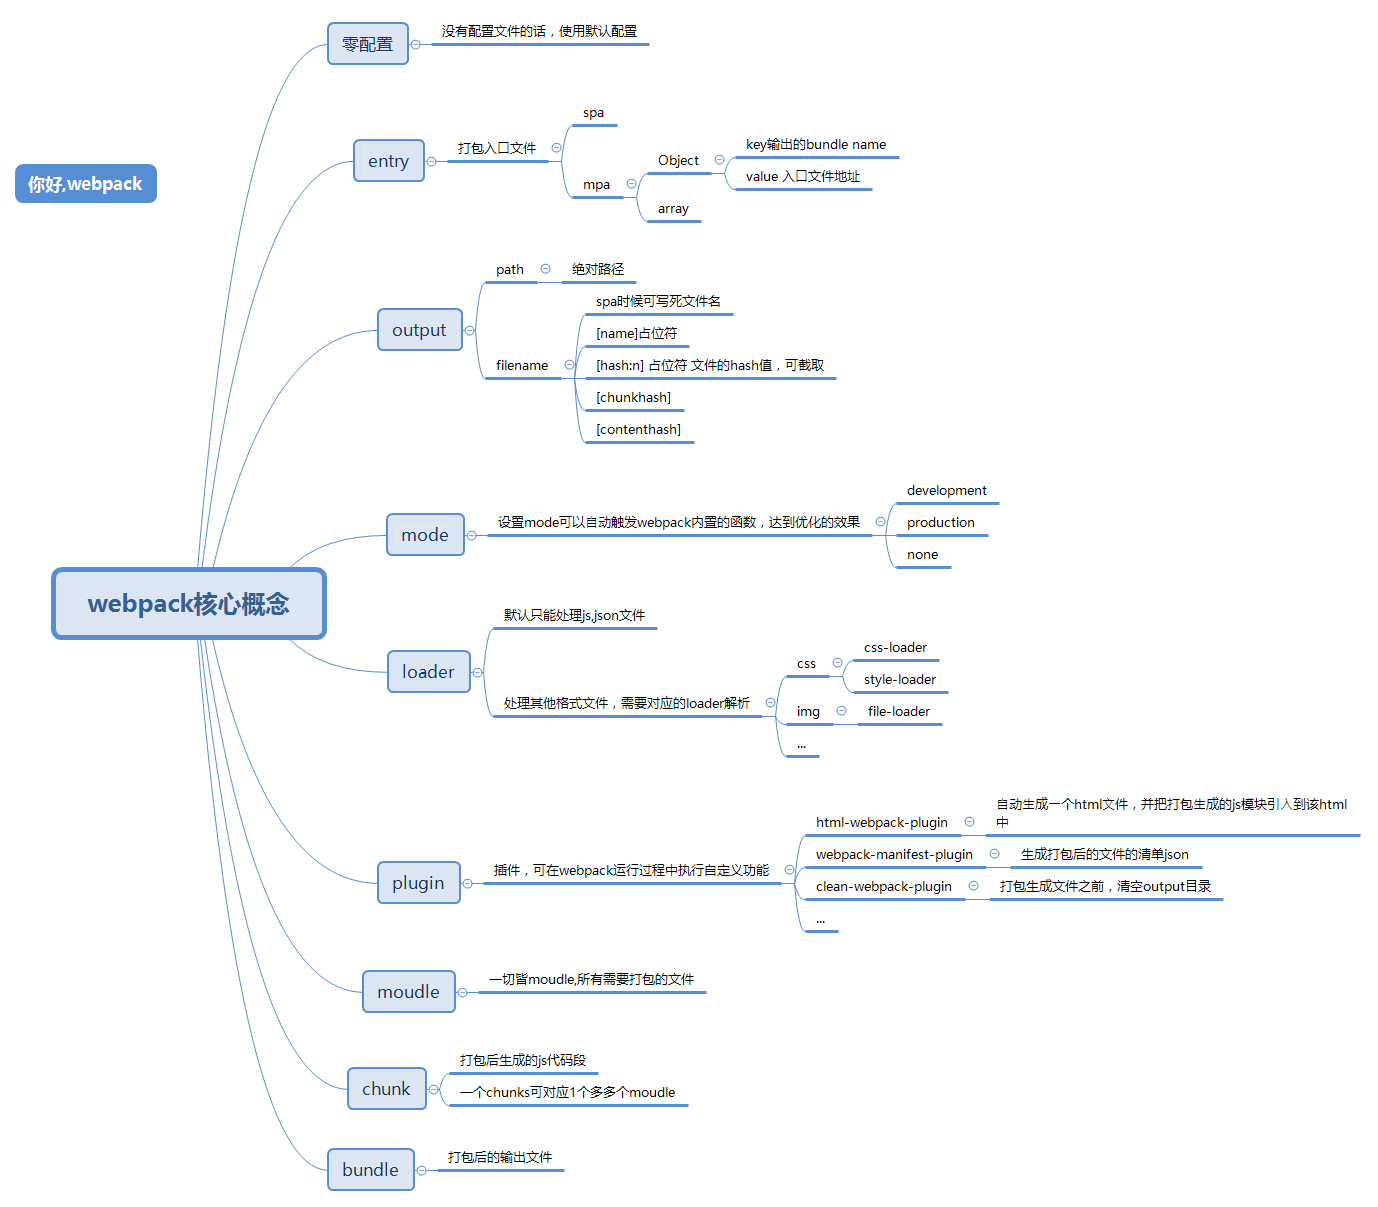 你好,webpack
webpack核心概念
零配置
没有配置文件的话，使用默认配置
entry
打包入口文件
spa
mpa
Object
key输出的bundle name
value 入口文件地址
array
output
path
绝对路径
filename
spa时候可写死文件名
[name]占位符
[hash:n] 占位符 文件的hash值，可截取
[chunkhash]
[contenthash]
mode
设置mode可以自动触发webpack内置的函数，达到优化的效果
development
production
none
loader
默认只能处理js,json文件
处理其他格式文件，需要对应的loader解析
css
css-loader
style-loader
img
file-loader
...
plugin
插件，可在webpack运行过程中执行自定义功能
html-webpack-plugin
自动生成一个html文件，并把打包生成的js模块引入到该html
中
webpack-manifest-plugin
生成打包后的文件的清单json
clean-webpack-plugin
打包生成文件之前，清空output目录
...
moudle
一切皆moudle,所有需要打包的文件
chunk
打包后生成的js代码段
一个chunks可对应1个多多个moudle
bundle
打包后的输出文件